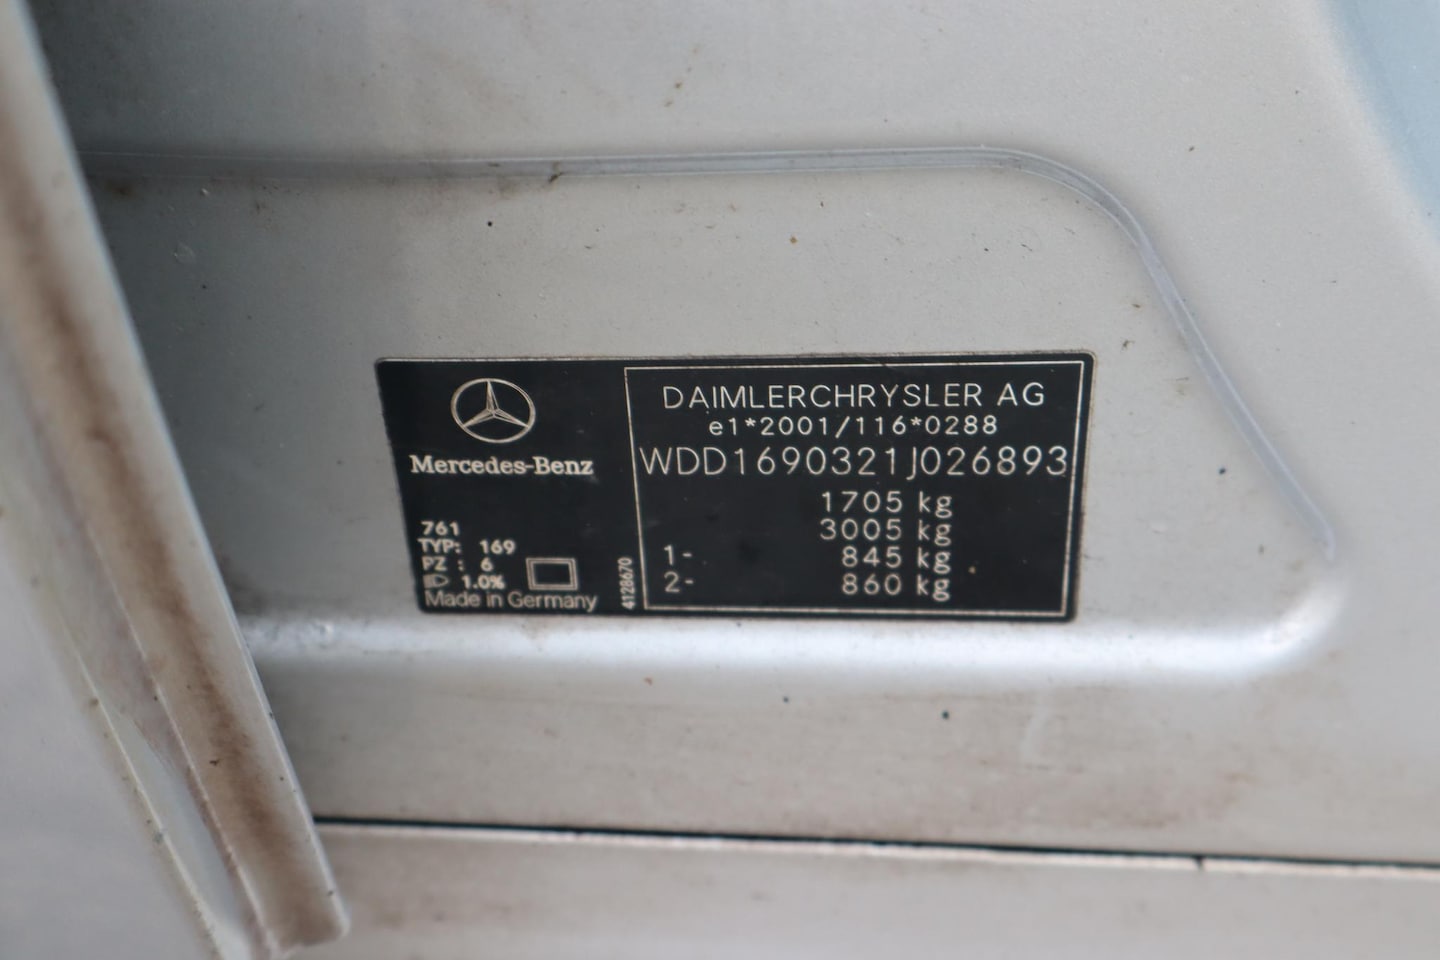 Mercedes-Benz
761
TYP: 169
PZ : 6
1.0%
Made in Germany
4128670
DAIMLERCHRYSLER AG
e1*2001/116*0288
WDD1690321J026893
1705 kg
3005 kg
1- 845 kg
2- 860 kg